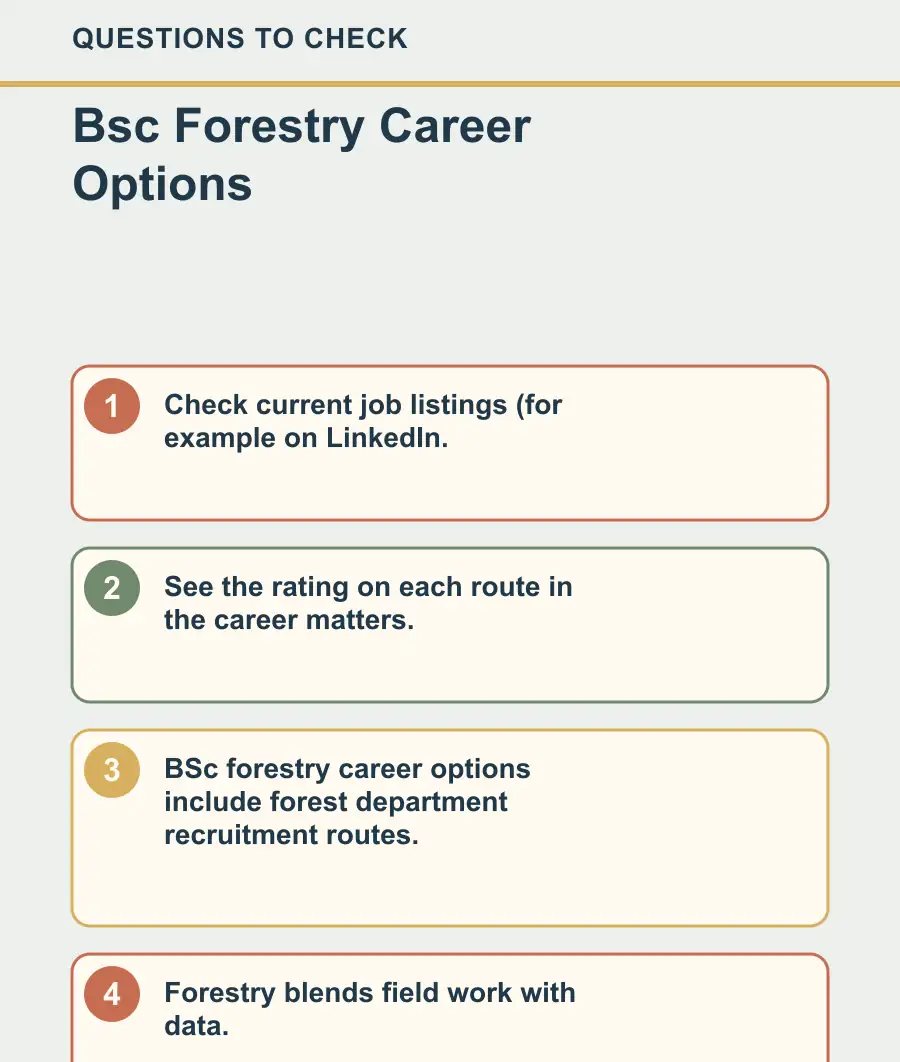 QUESTIONS TO CHECK
Bsc Forestry Career
Options
1
Check current job listings (for
example on LinkedIn.
2
See the rating on each route in
the career matters.
3
BSc forestry career options
include forest department
recruitment routes.
4
Forestry blends field work with
data.